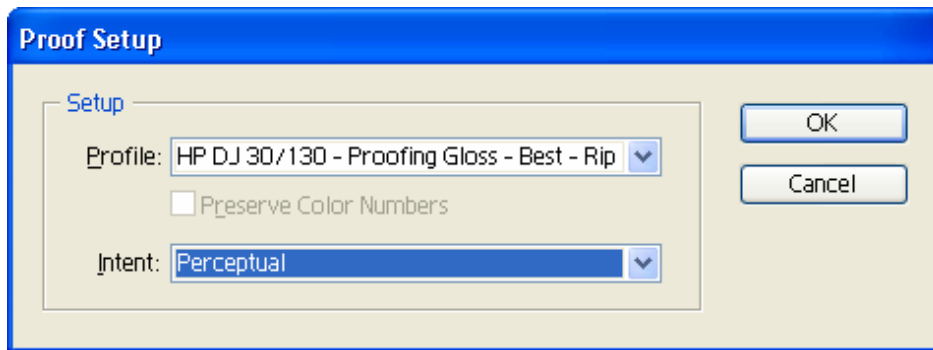 Proof Setup
Setup
Profile: HP DJ 30/130 - Proofing Gloss - Best - Rip
Preserve Color Numbers
Intent: Perceptual
OK
Cancel